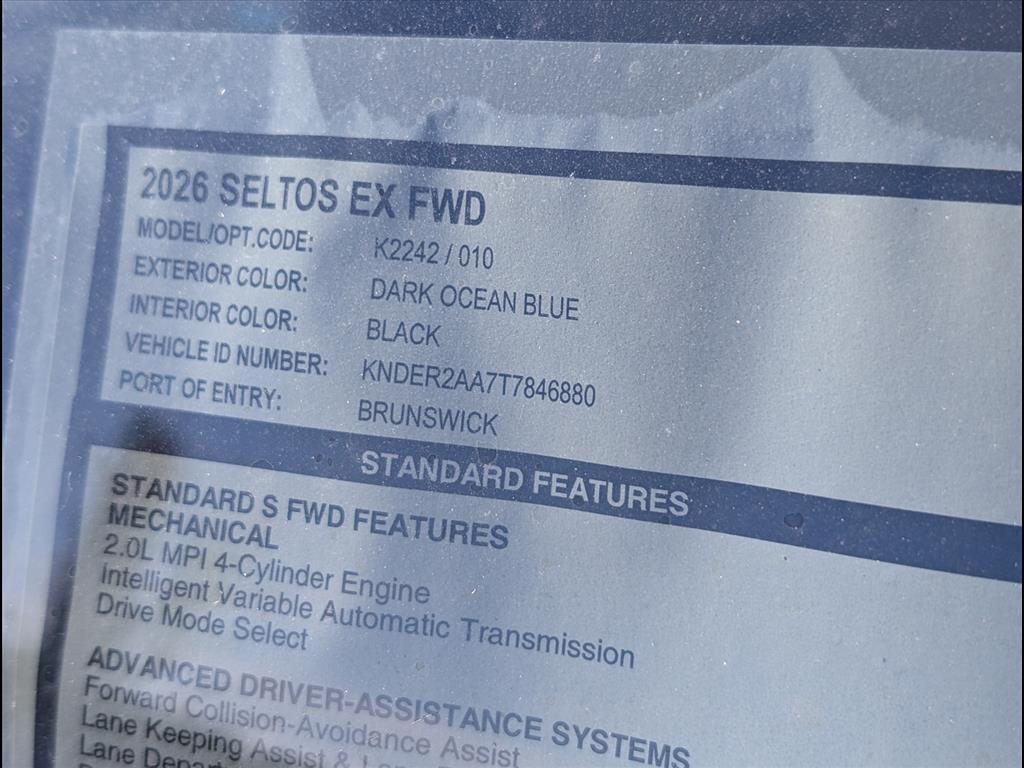 2026 SELTOS EX FWD
MODEL/OPT.CODE: K2242 / 010
EXTERIOR COLOR: DARK OCEAN BLUE
INTERIOR COLOR: BLACK
VEHICLE ID NUMBER: KNDER2AA7T7846880
PORT OF ENTRY: BRUNSWICK
STANDARD FEATURES
STANDARD S FWD FEATURES
MECHANICAL
2.0L MPI 4-Cylinder Engine
Intelligent Variable Automatic Transmission
Drive Mode Select
ADVANCED DRIVER-ASSISTANCE SYSTEMS
Forward Collision-Avoidance Assist
Lane Keeping Assist &
Lane